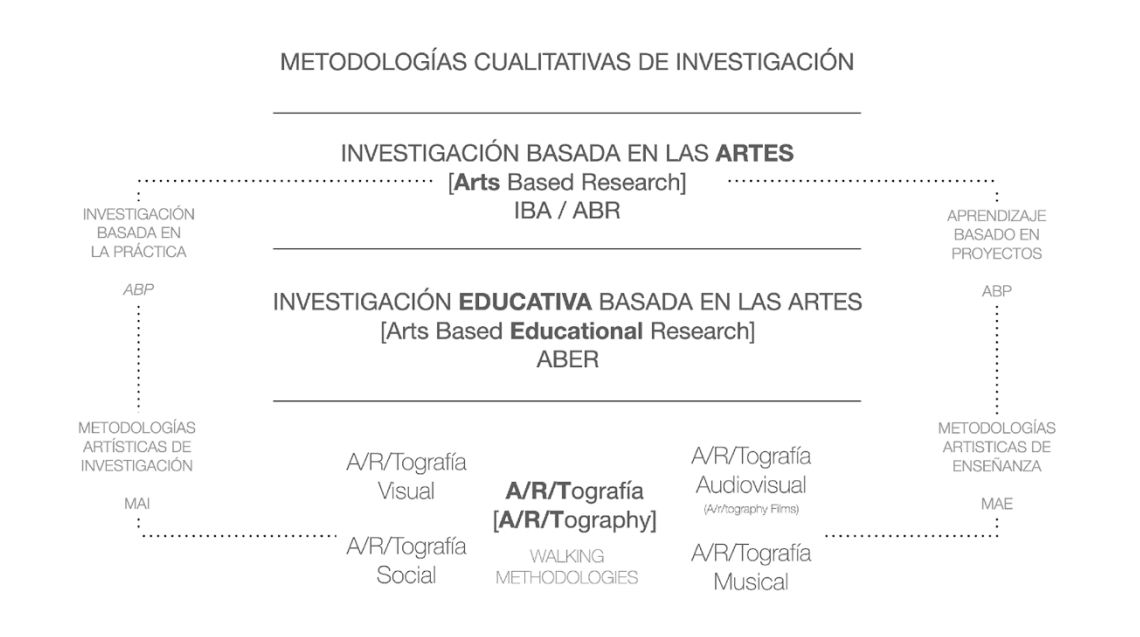 METODOLOGÍAS CUALITATIVAS DE INVESTIGACIÓN
INVESTIGACIÓN BASADA EN LAS ARTES
[Arts Based Research]
IBA / ABR
INVESTIGACIÓN
BASADA EN
LA PRÁCTICA
ABP
APRENDIZAJE
BASADO EN
PROYECTOS
ABP
INVESTIGACIÓN EDUCATIVA BASADA EN LAS ARTES
[Arts Based Educational Research]
ABER
METODOLOGÍAS
ARTÍSTICAS DE
INVESTIGACIÓN
MAI
METODOLOGÍAS
ARTISTICAS DE
ENSEÑANZA
MAE
A/R/Tografía
Visual
A/R/Tografía
Social
A/R/Tografía
[A/R/Tography]
WALKING
METHODOLOGIES
A/R/Tografía
Audiovisual
(A/r/tography Films)
A/R/Tografía
Musical